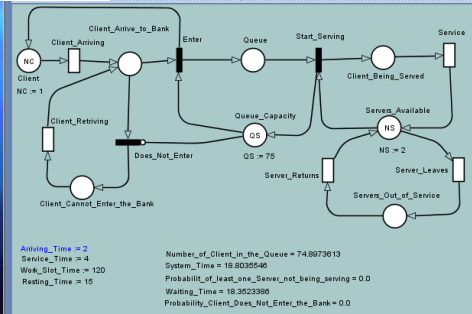 Client_Arrive_to_Bank
Enter
Queue
Start_Serving
Service
Client_Arriving
NC
Client
NC := 1
Client_Being_Served
Client_Retriving
Queue_Capacity
QS
QS := 75
Servers_Available
NS
NS := 2
Does_Not_Enter
Server_Returns
Server_Leaves
Client_Cannot_Enter_the_Bank
Servers_Out_of_Service
Arriving_Time := 2
Service_Time := 4
Work_Slot_Time := 120
Resting_Time := 15
Number_of_Client_in_the_Queue = 74.8973613
System_Time = 18.8035546
Probabilit_of_least_one_Server_not_being_serving = 0.0
Waiting_Time = 18.3523386
Probability_Client_Does_Not_Enter_the_Bank = 0.0